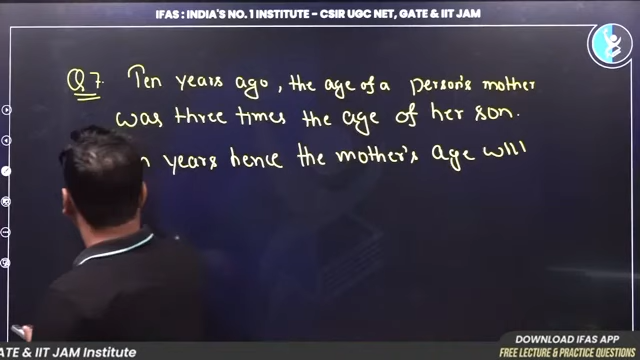 IFAS : INDIA'S NO. 1 INSTITUTE – CSIR UGC NET, GATE & IIT JAM
Q7. Ten years ago, the age of a person's mother
was three times the age of her son.
years hence the mother's age will
GATE & IIT JAM Institute
DOWNLOAD IFAS APP
FREE LECTURE & PRACTICE QUESTIONS